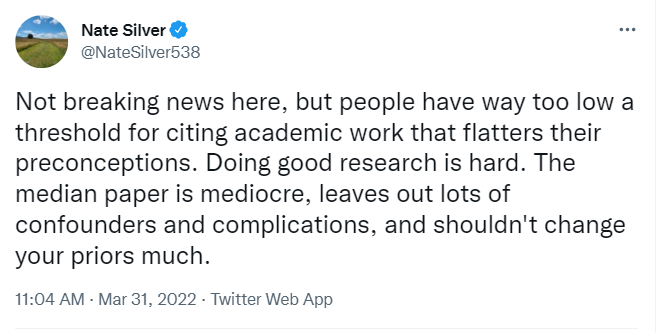 Nate Silver
@NateSilver538
Not breaking news here, but people have way too low a
threshold for citing academic work that flatters their
preconceptions. Doing good research is hard. The
median paper is mediocre, leaves out lots of
confounders and complications, and shouldn't change
your priors much.
11:04 AM · Mar 31, 2022 · Twitter Web App